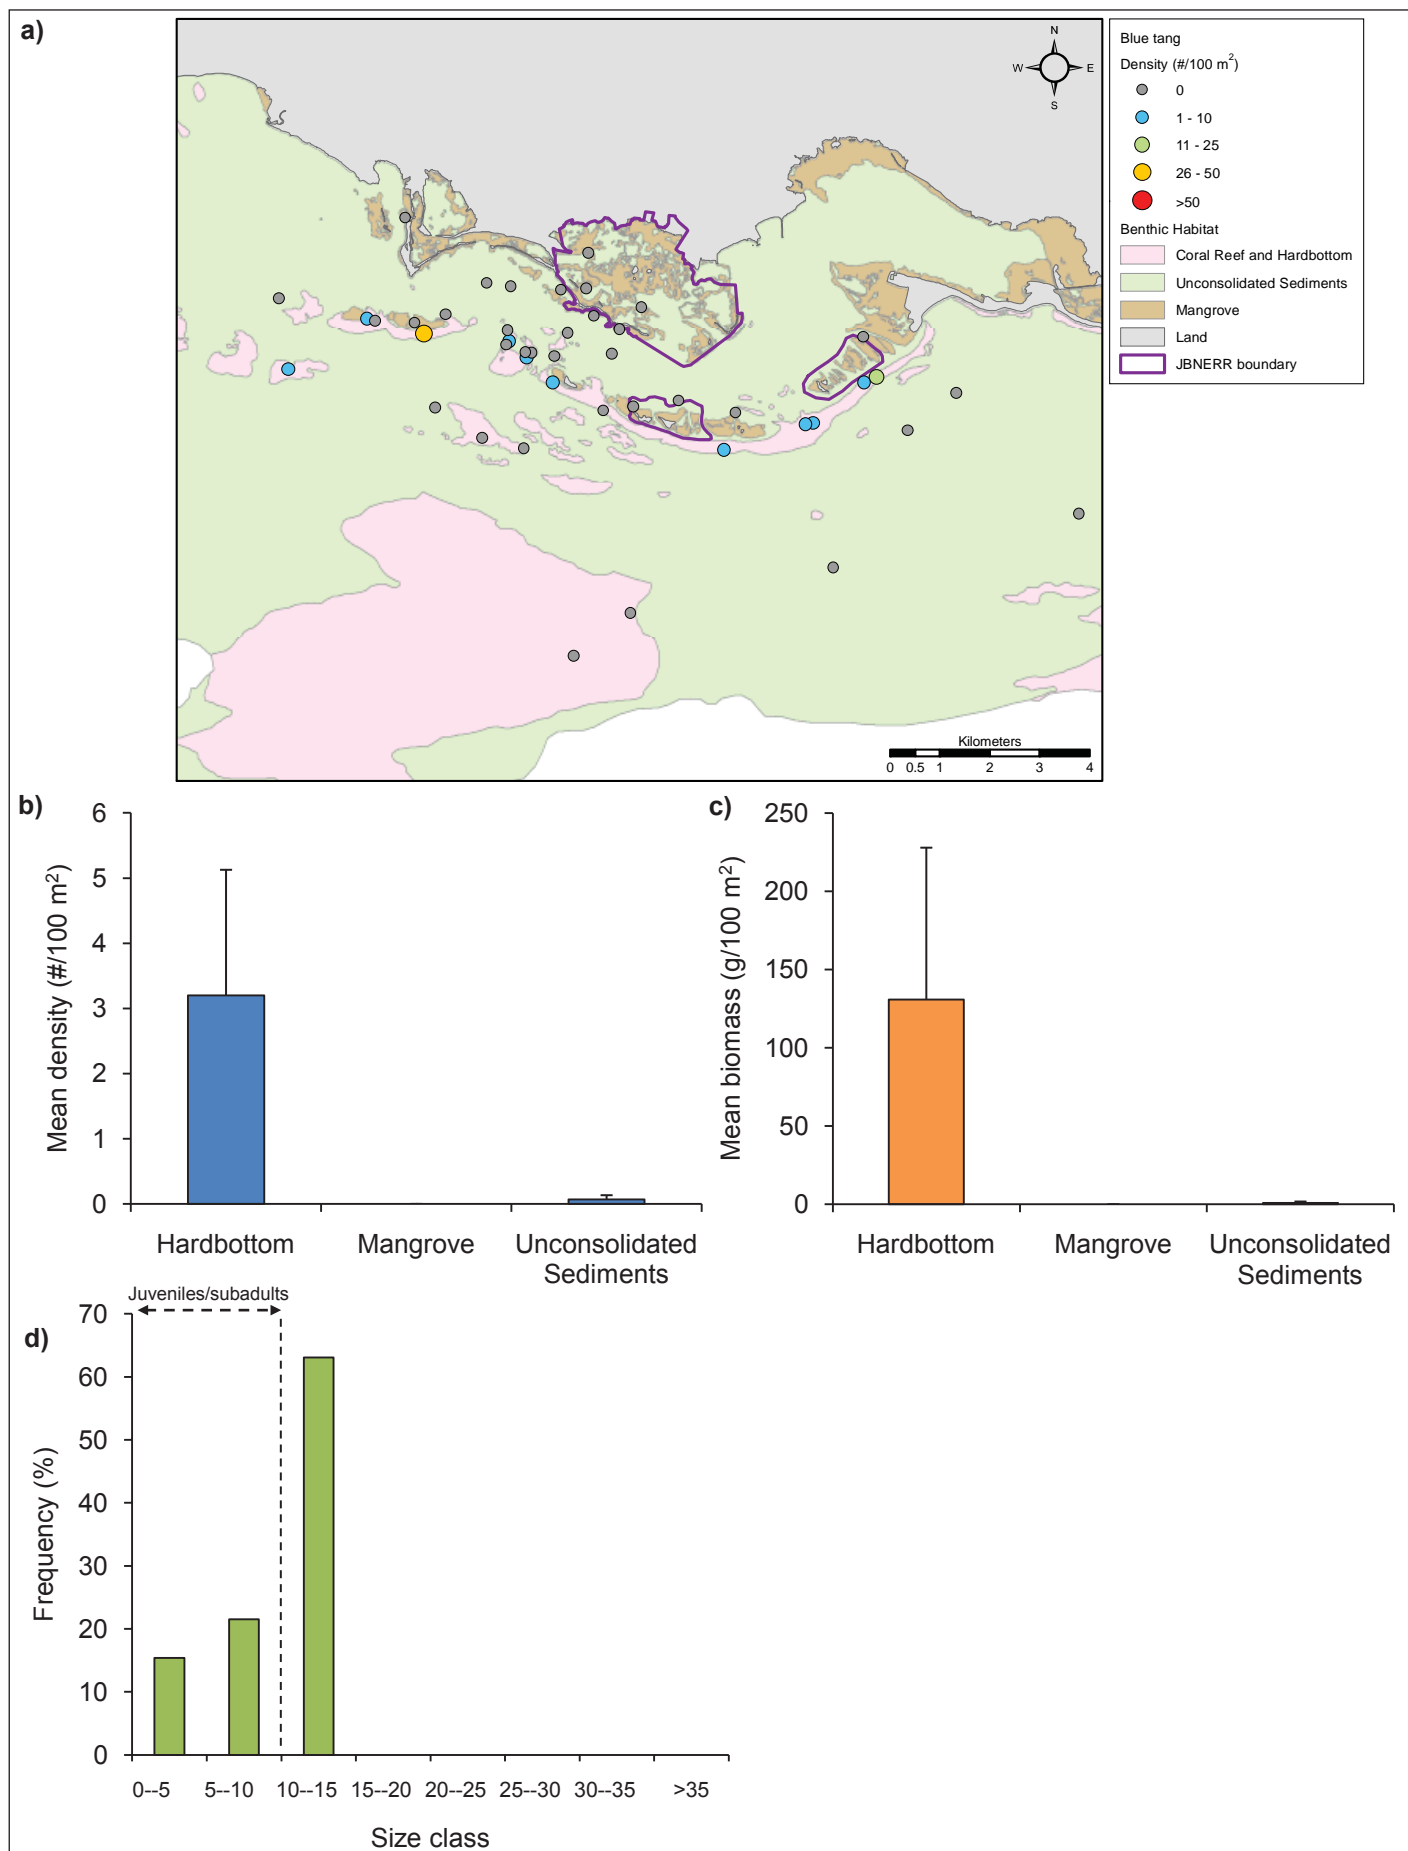 a)
N
W
E
S
Blue tang
Density (#/100 m²)
0
1 - 10
11 - 25
26 - 50
>50
Benthic Habitat
Coral Reef and Hardbottom
Unconsolidated Sediments
Mangrove
Land
JBNERR boundary
Kilometers
0 0.5 1 2 3 4
b)
6
5
4
3
2
1
0
Mean density (#/100 m²)
Hardbottom
Mangrove
Unconsolidated
Sediments
c)
250
200
150
100
50
0
Mean biomass (g/100 m²)
Hardbottom
Mangrove
Unconsolidated
Sediments
d)
Juveniles/subadults
70
60
50
40
30
20
10
0
Frequency (%)
0--5 5--10 10--15 15--20 20--25 25--30 30--35 >35
Size class